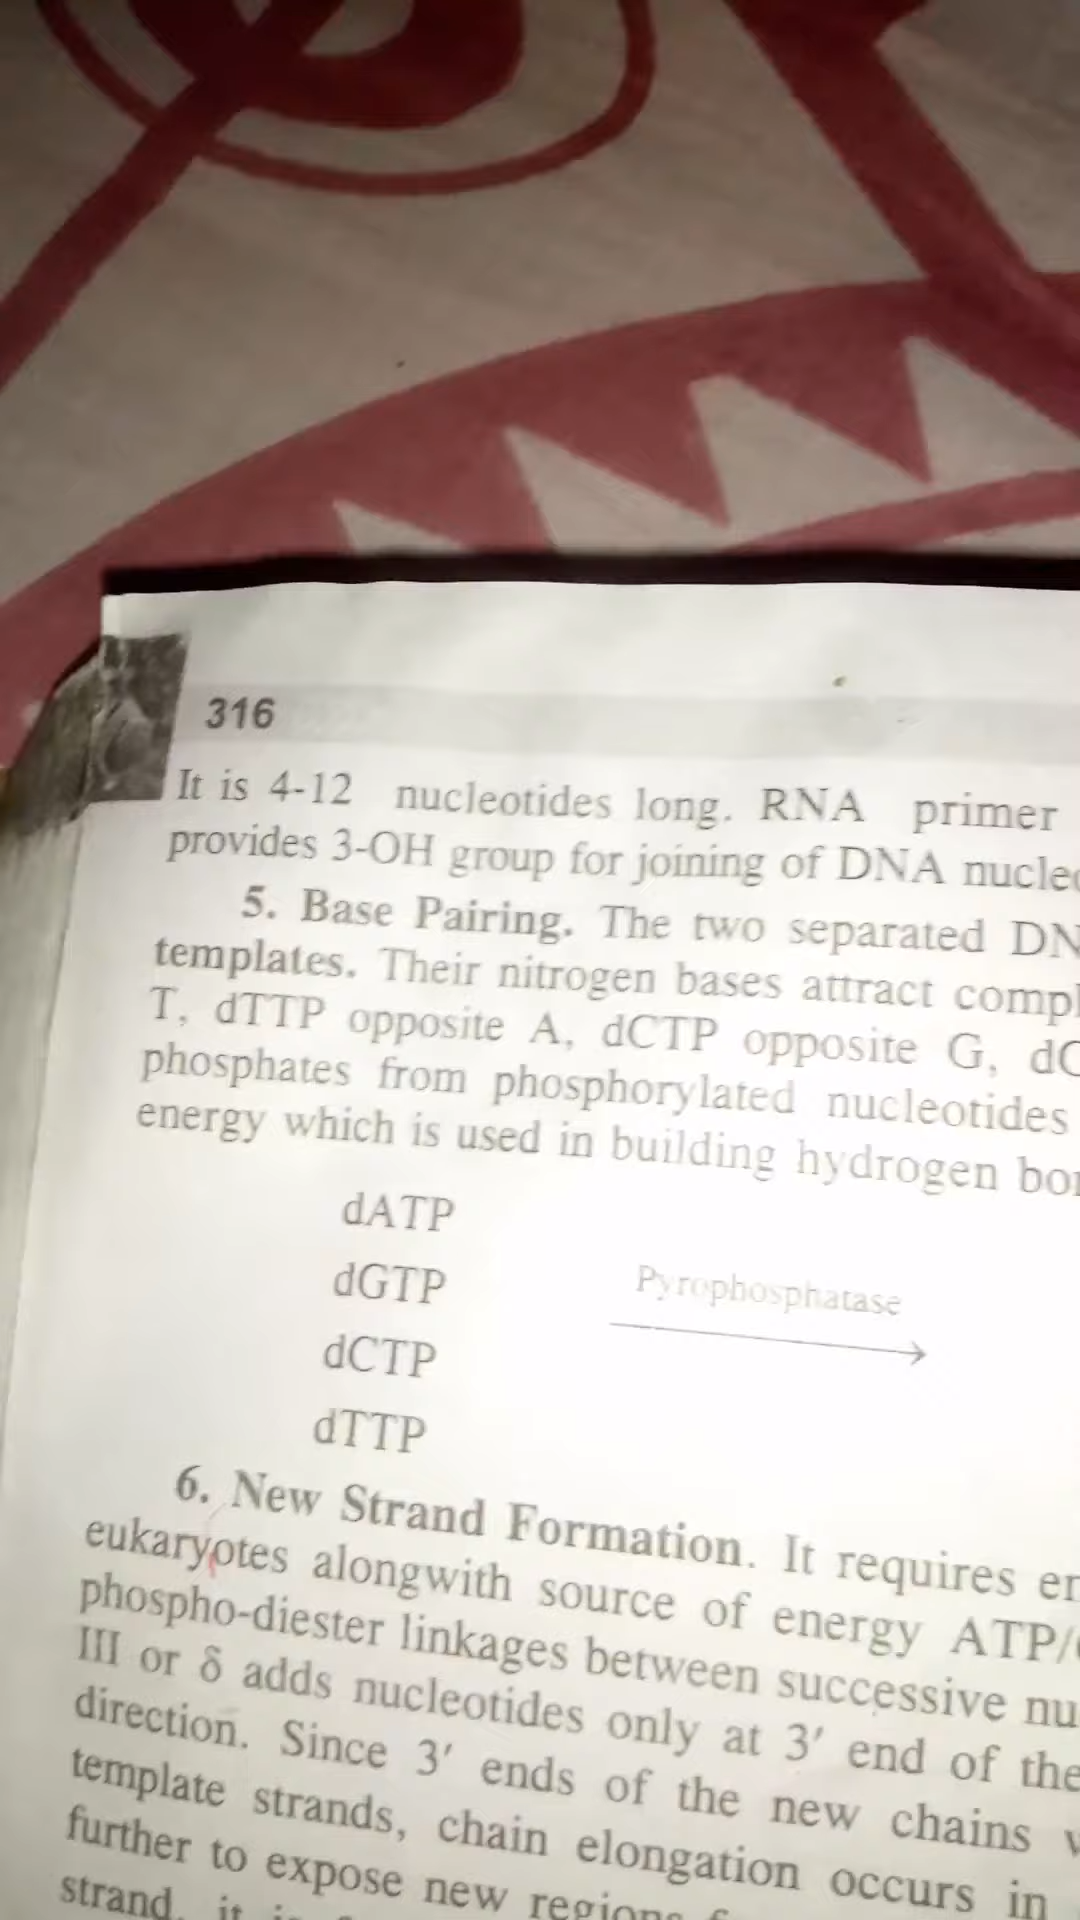 316
It is 4-12 nucleotides long. RNA primer
provides 3-OH group for joining of DNA
5. Base Pairing. The two separated
templates. Their nitrogen bases attract
T, dTTP opposite A, dCTP opposite G,
phosphates from phosphorylated nucleotides
energy which is used in building hydrogen
dATP
dGTP
Pyrophosphatase
dCTP
dTTP
6. New Strand Formation. It requires
eukaryotes alongwith source of energy ATP/
phospho-diester linkages between successive
III or δ adds nucleotides only at 3′ end of the
direction. Since 3′ ends of the new chains
template strands, chain elongation occurs in
further to expose new regions
strand, it